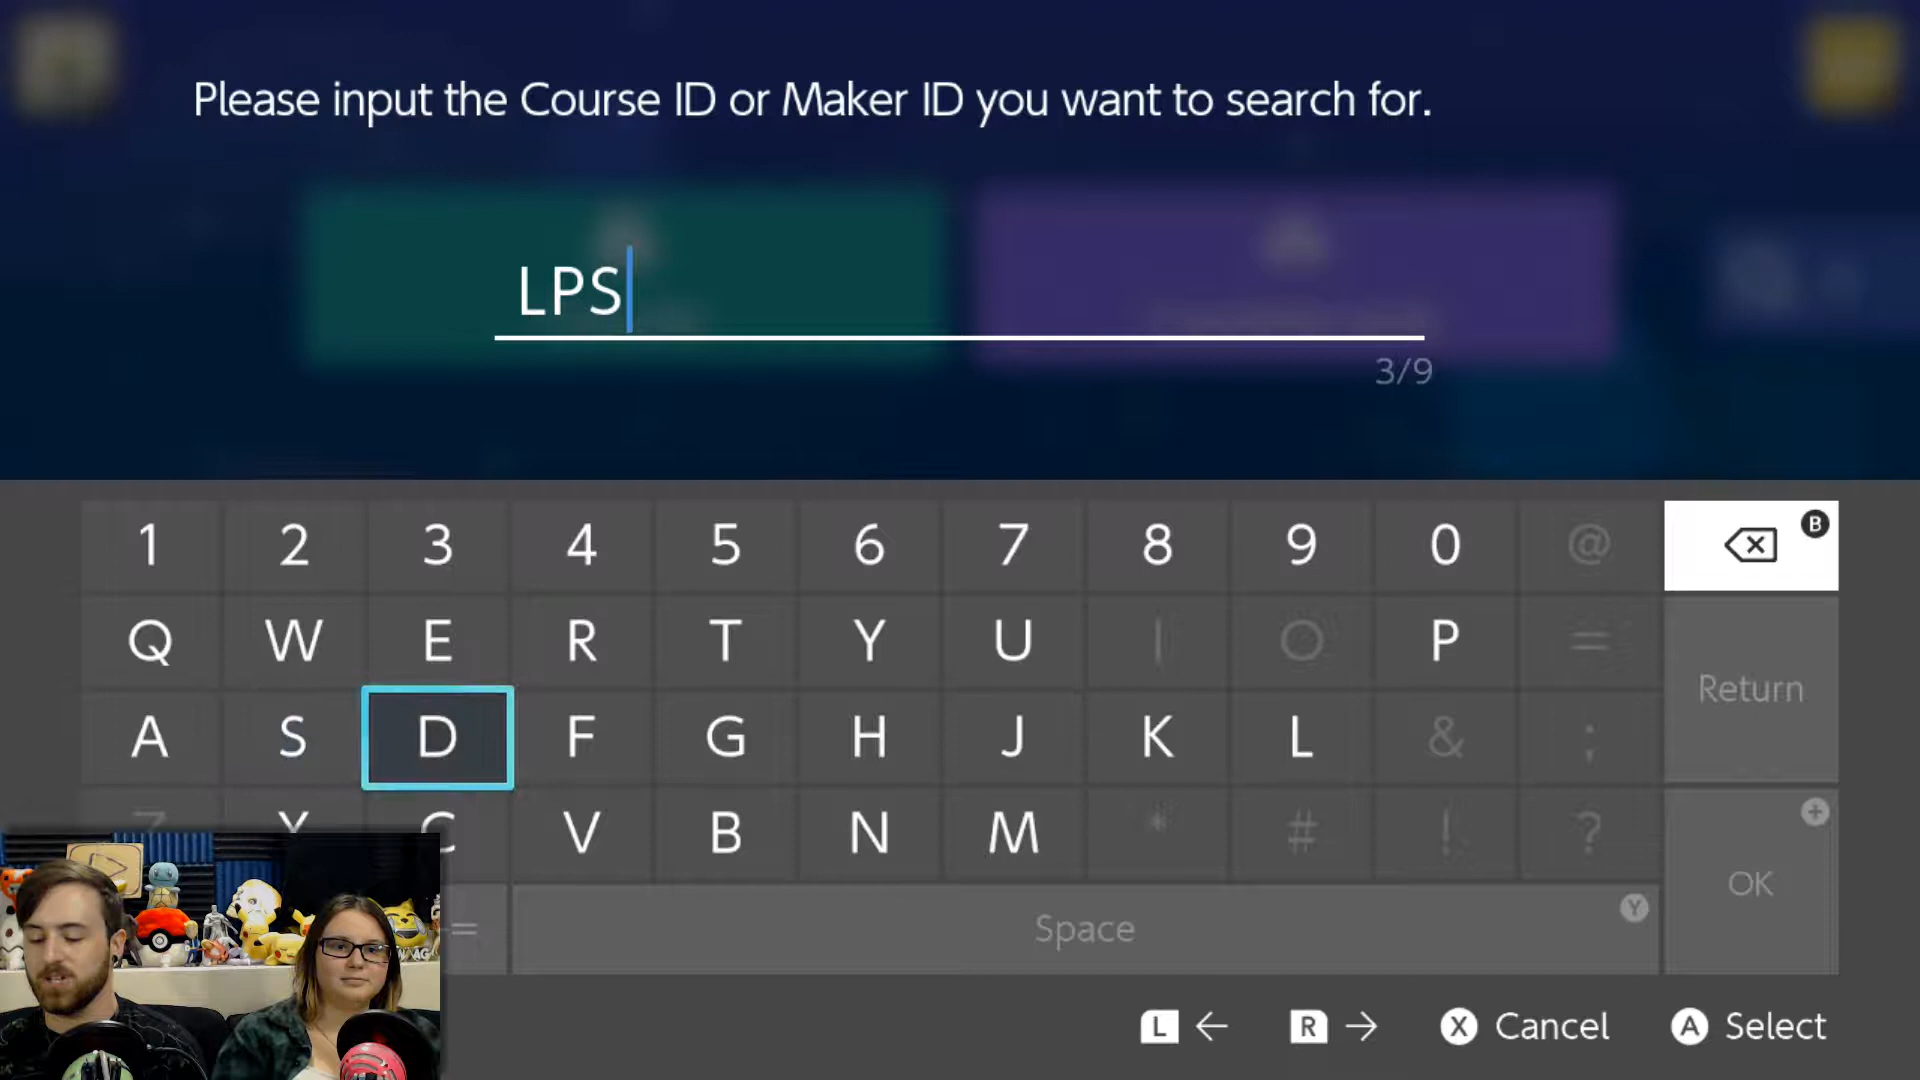 Please input the Course ID or Maker ID you want to search for.
LPS
3/9
1 2 3 4 5 6 7 8 9 0 @ B
Q W E R T Y U O P =
Return
A S D F G H J K L & ;
Z X C V B N M * # ! ? +
OK
= Space Y
L ← R → X Cancel A Select